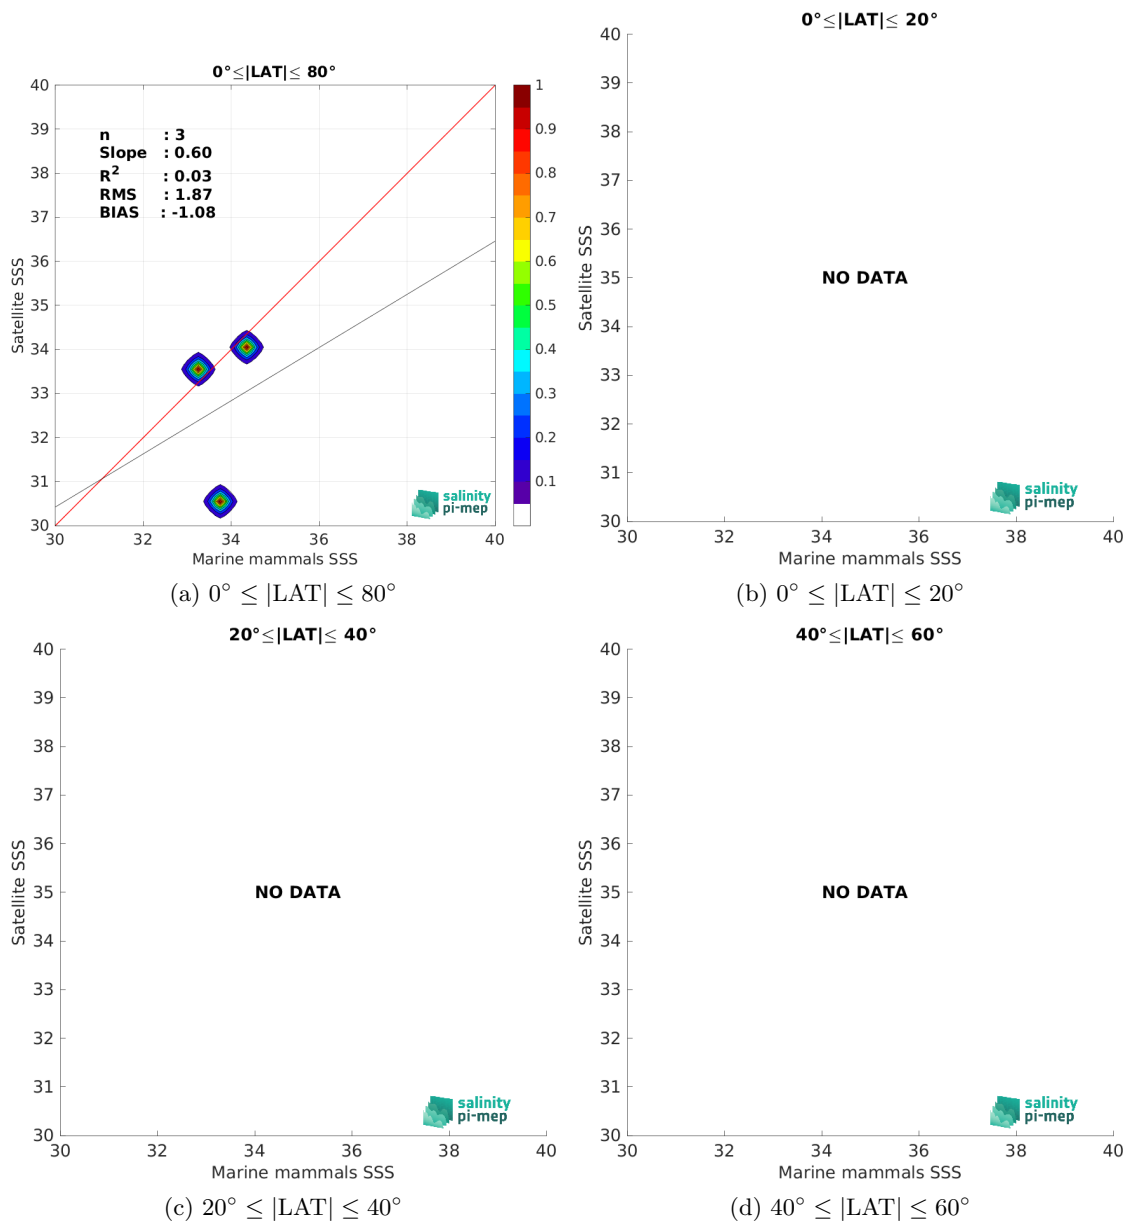 0°≤|LAT|≤ 80°
40
39
38
37
36
35
34
33
32
31
30
Satellite SSS
n : 3
Slope : 0.60
R² : 0.03
RMS : 1.87
BIAS : -1.08
1
0.9
0.8
0.7
0.6
0.5
0.4
0.3
0.2
0.1
salinity
pi-mep
30 32 34 36 38 40
Marine mammals SSS
(a) 0° ≤ |LAT| ≤ 80°
0°≤|LAT|≤ 20°
40
39
38
37
36
35
34
33
32
31
30
Satellite SSS
NO DATA
salinity
pi-mep
30 32 34 36 38 40
Marine mammals SSS
(b) 0° ≤ |LAT| ≤ 20°
20°≤|LAT|≤ 40°
40
39
38
37
36
35
34
33
32
31
30
Satellite SSS
NO DATA
salinity
pi-mep
30 32 34 36 38 40
Marine mammals SSS
(c) 20° ≤ |LAT| ≤ 40°
40°≤|LAT|≤ 60°
40
39
38
37
36
35
34
33
32
31
30
Satellite SSS
NO DATA
salinity
pi-mep
30 32 34 36 38 40
Marine mammals SSS
(d) 40° ≤ |LAT| ≤ 60°